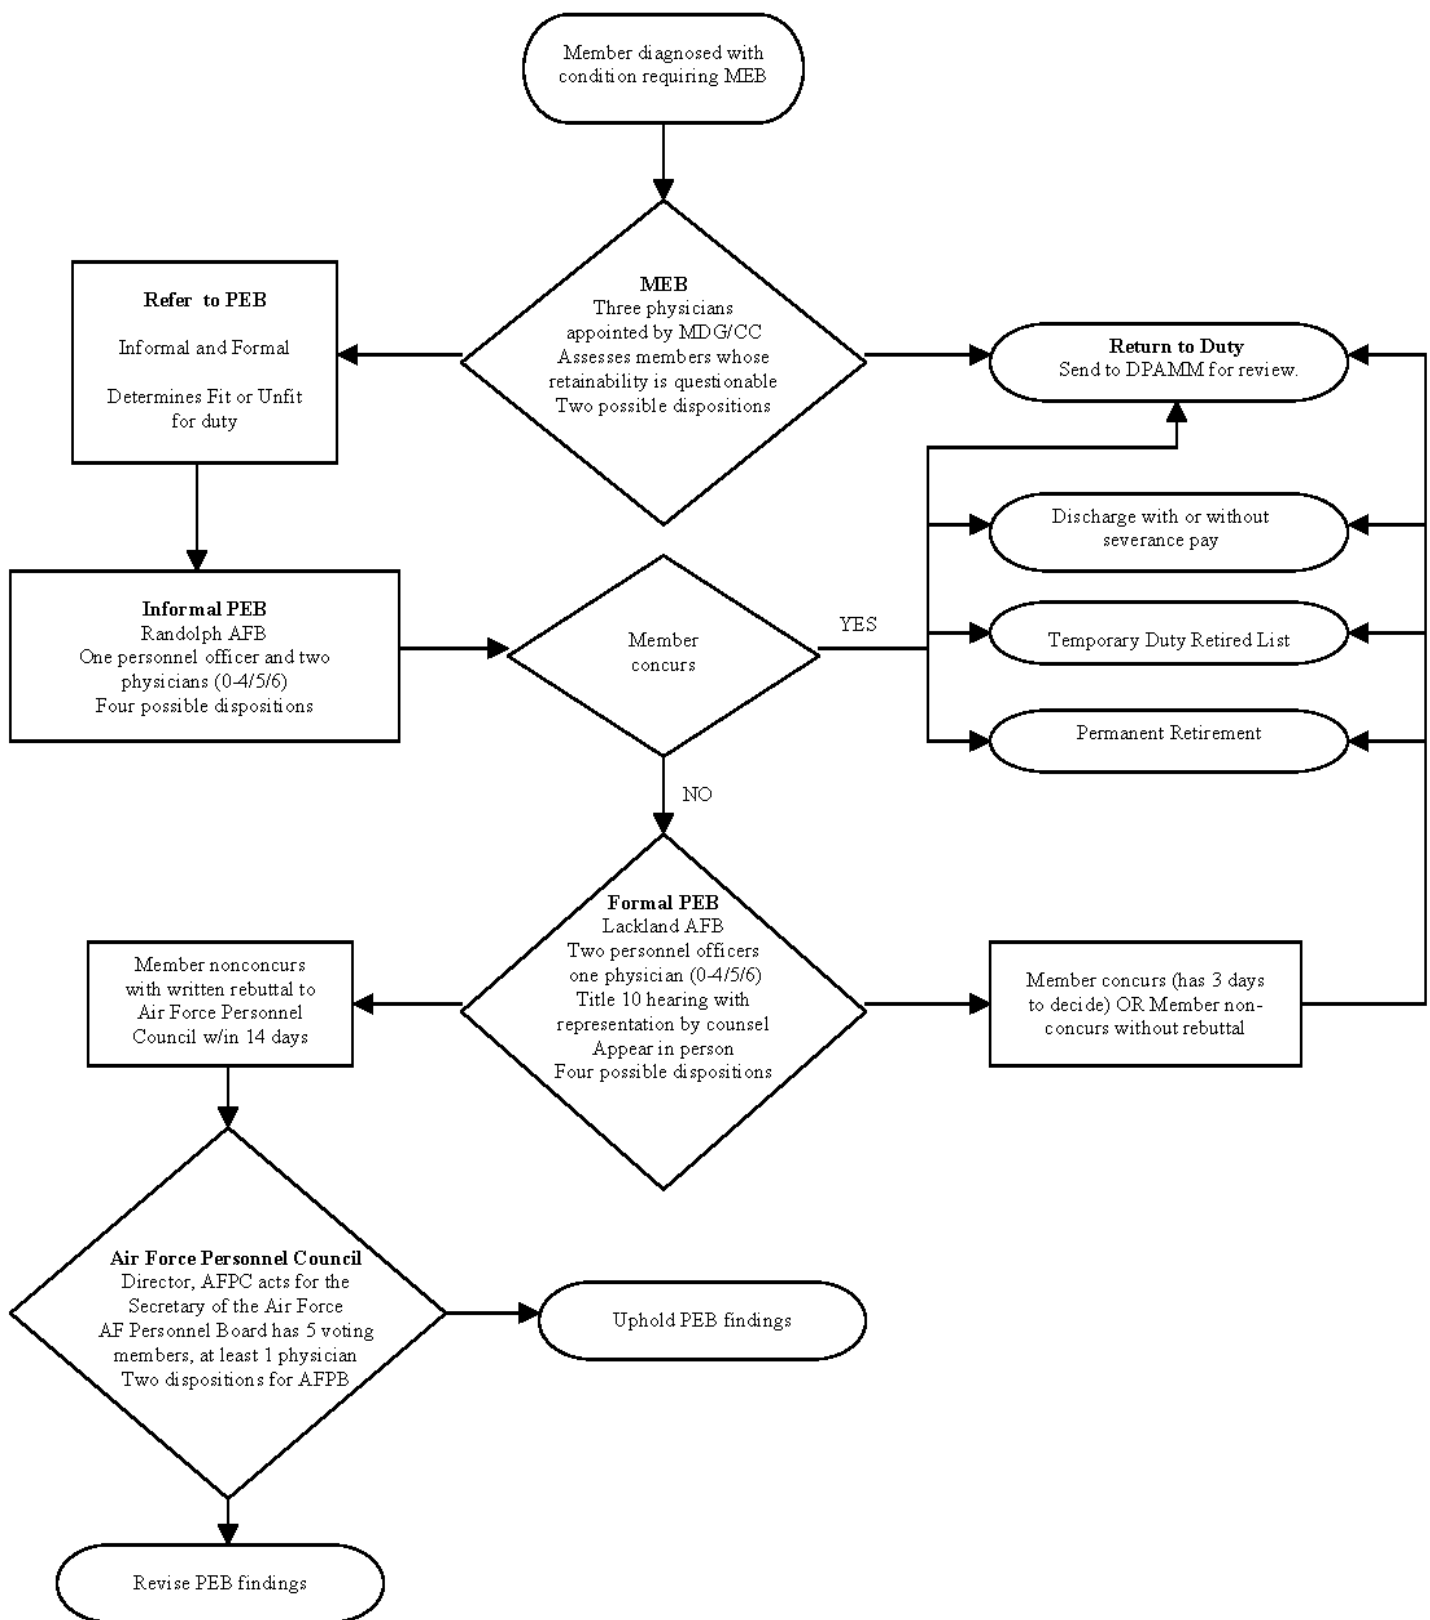 Member diagnosed with
condition requiring MEB
MEB
Three physicians
appointed by MDG/CC
Assesses members whose
retainability is questionable
Two possible dispositions
Refer to PEB
Informal and Formal
Determines Fit or Unfit
for duty
Return to Duty
Send to DPAMM for review.
Discharge with or without
severance pay
Informal PEB
Randolph AFB
One personnel officer and two
physicians (0-4/5/6)
Four possible dispositions
Member
concurs
YES
Temporary Duty Retired List
Permanent Retirement
NO
Formal PEB
Lackland AFB
Two personnel officers
one physician (0-4/5/6)
Title 10 hearing with
representation by counsel
Appear in person
Four possible dispositions
Member nonconcurs
with written rebuttal to
Air Force Personnel
Council w/in 14 days
Member concurs (has 3 days
to decide) OR Member non-
concurs without rebuttal
Air Force Personnel Council
Director, AFPC acts for the
Secretary of the Air Force
AF Personnel Board has 5 voting
members, at least 1 physician
Two dispositions for AFPB
Uphold PEB findings
Revise PEB findings